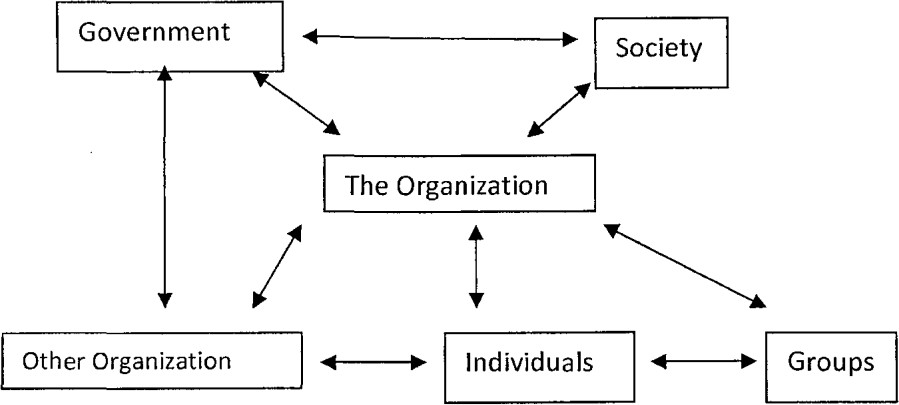 Government
Society
The Organization
Other Organization
Individuals
Groups